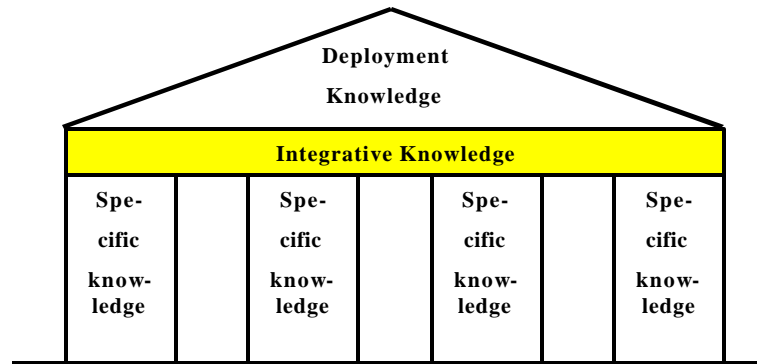 Deployment
Knowledge
Integrative Knowledge
Spe-
cific
know-
ledge
Spe-
cific
know-
ledge
Spe-
cific
know-
ledge
Spe-
cific
know-
ledge